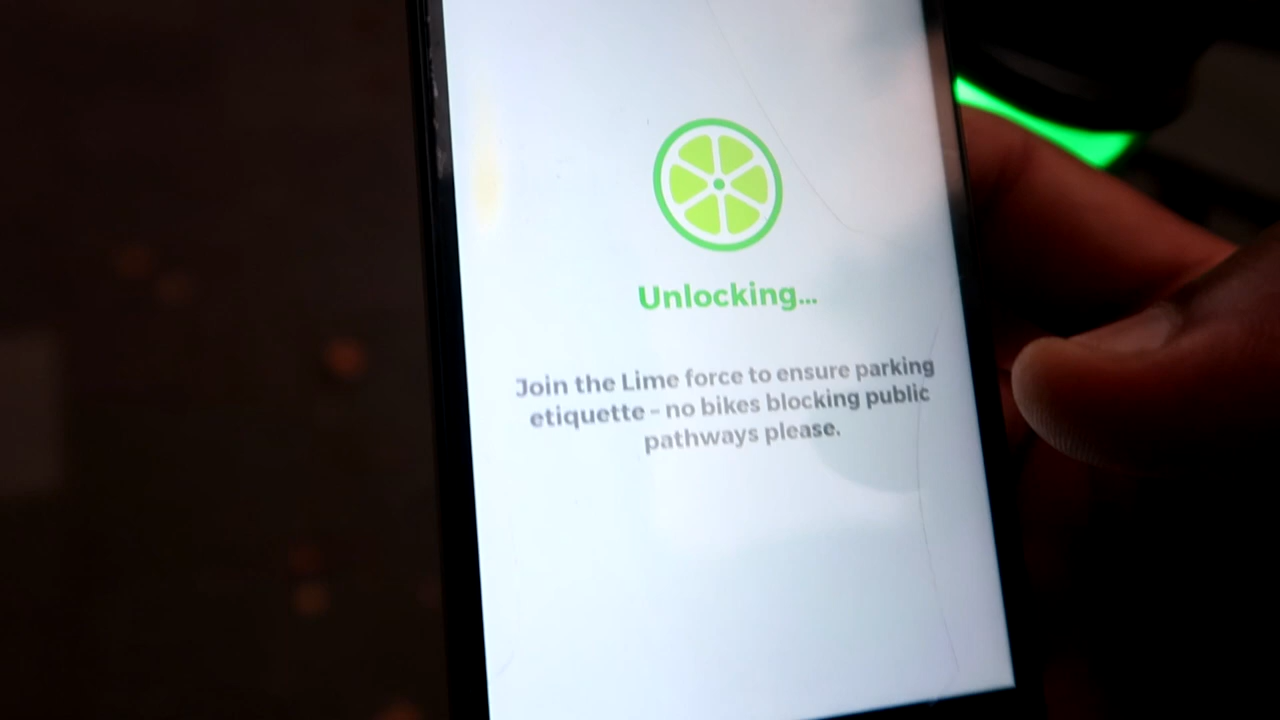 Unlocking...
Join the Lime force to ensure parking
etiquette - no bikes blocking public
pathways please.